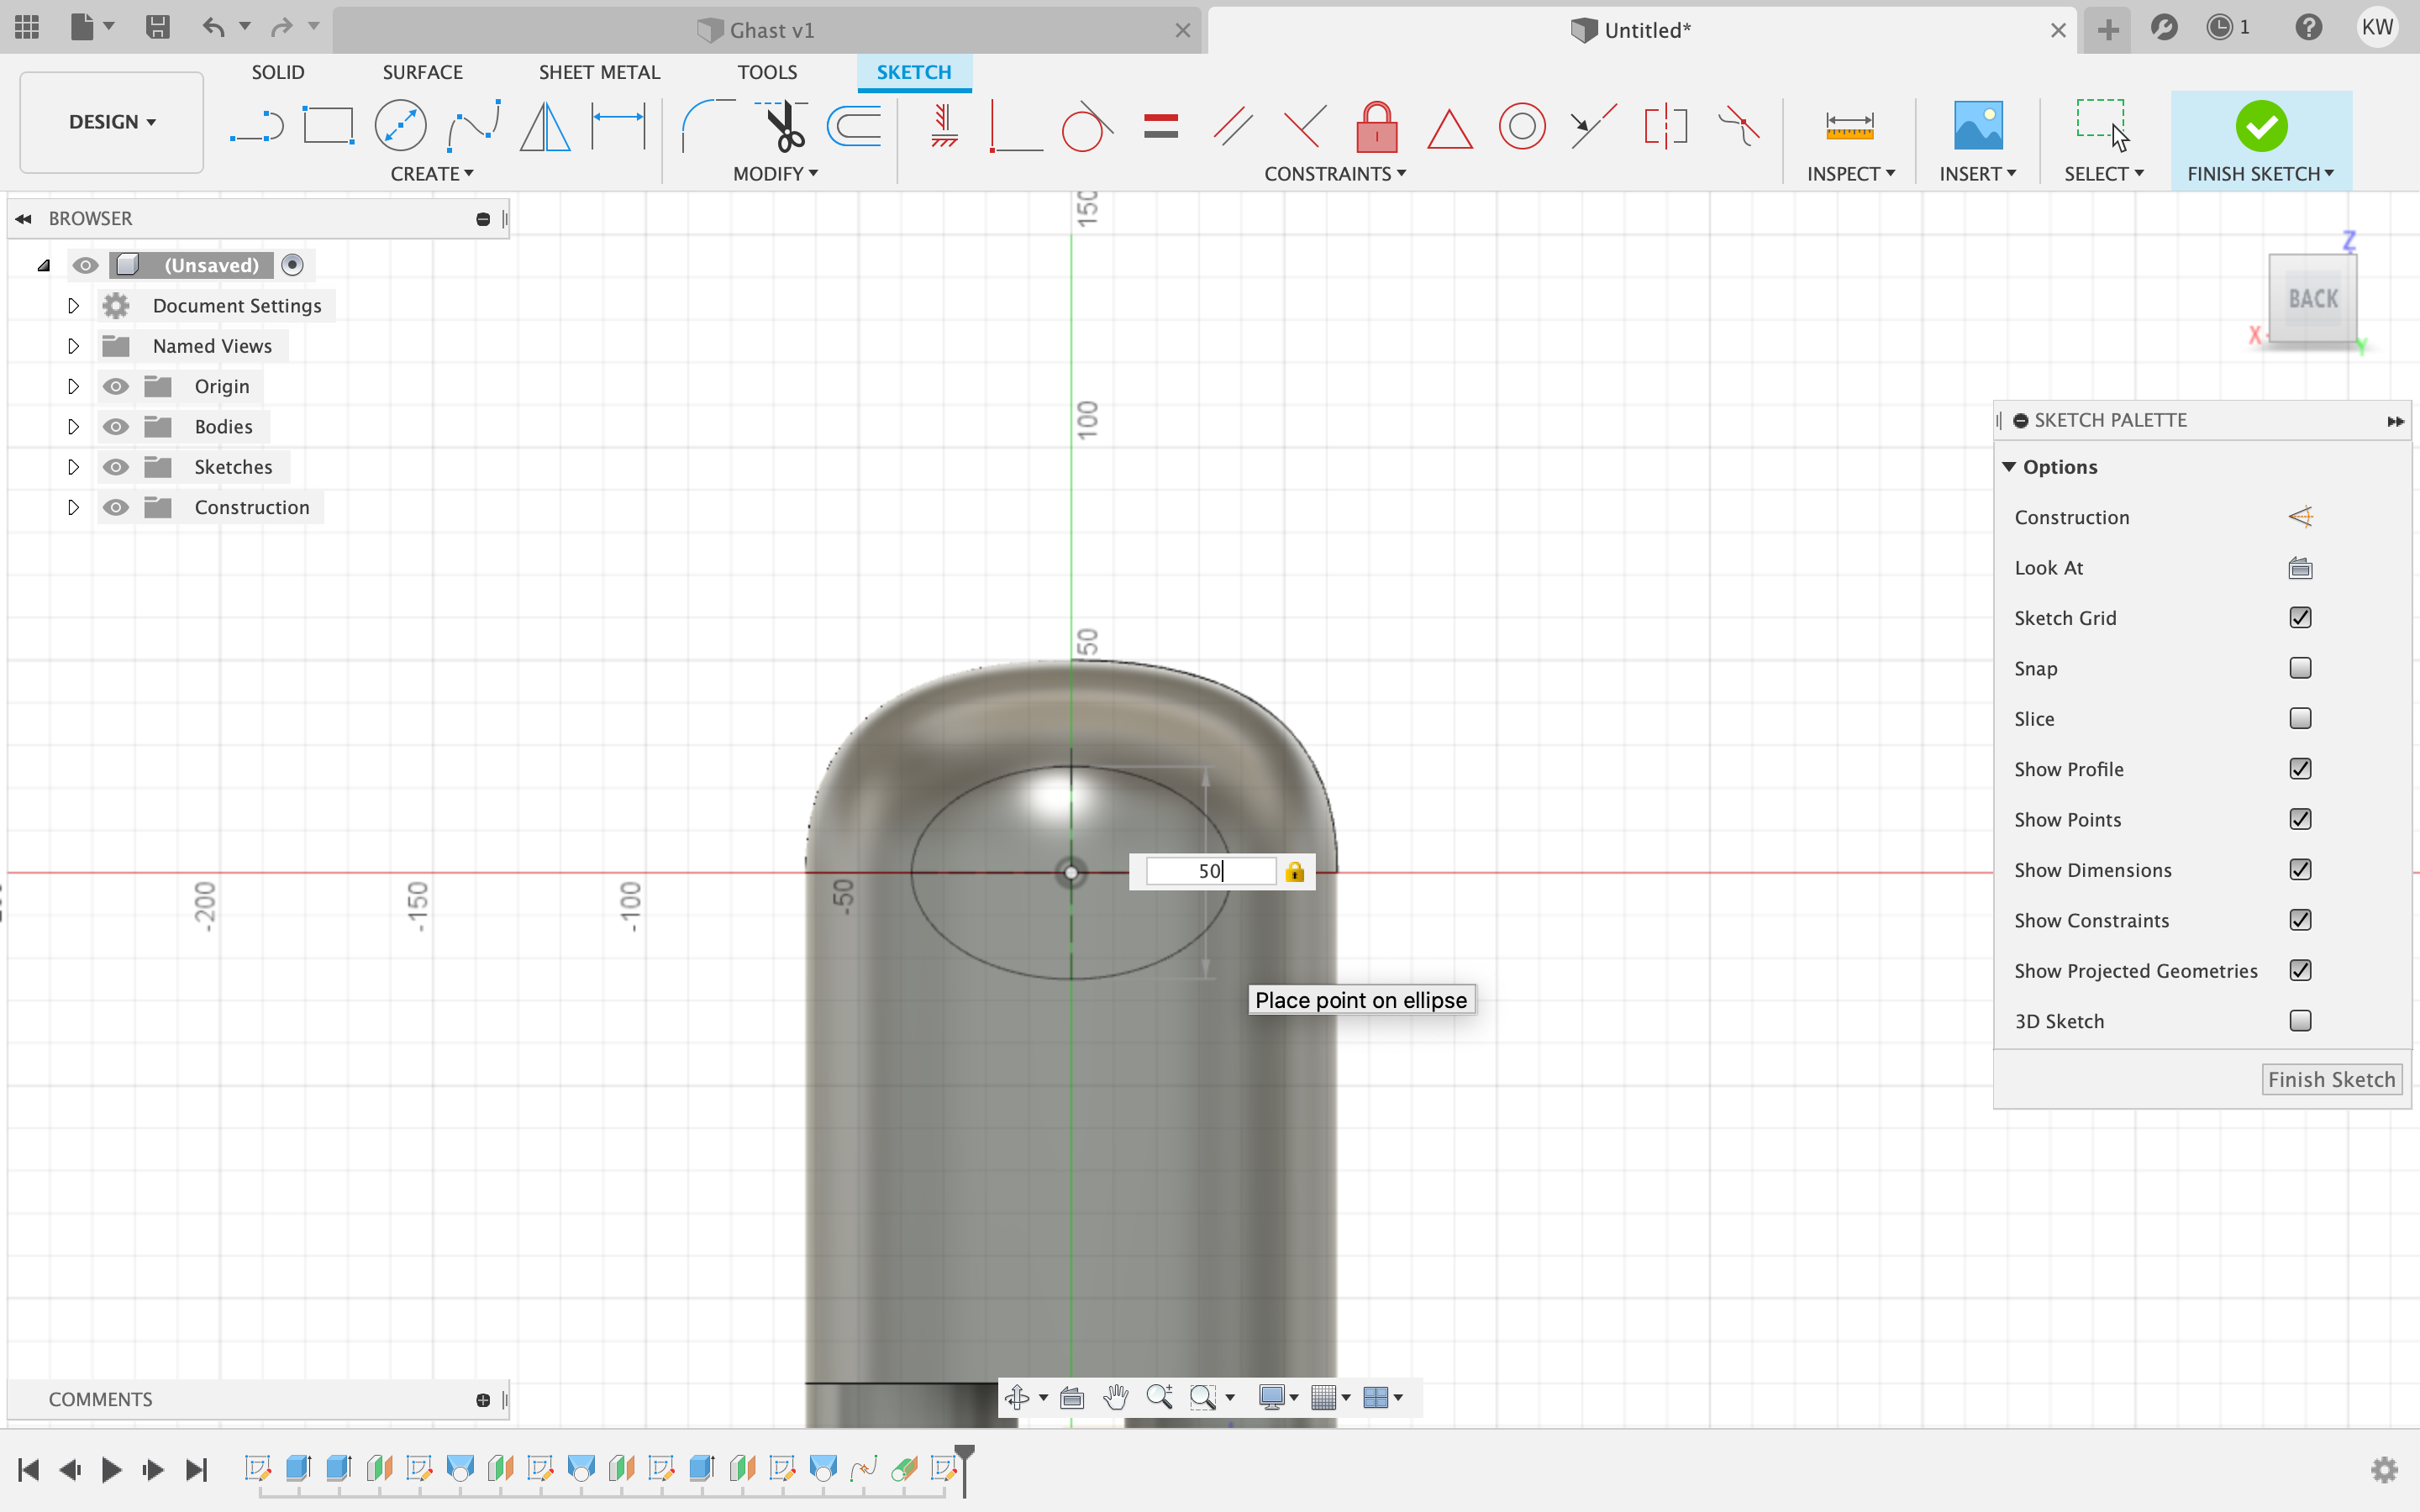 Ghast v1
Untitled*
1
KW
SOLID
SURFACE
SHEET METAL
TOOLS
SKETCH
DESIGN
CREATE
MODIFY
CONSTRAINTS
INSPECT
INSERT
SELECT
FINISH SKETCH
BROWSER
(Unsaved)
Document Settings
Named Views
Origin
Bodies
Sketches
Construction
Z
BACK
X
Y
150
100
50
-200
-150
-100
-50
50
Place point on ellipse
SKETCH PALETTE
Options
Construction
Look At
Sketch Grid
Snap
Slice
Show Profile
Show Points
Show Dimensions
Show Constraints
Show Projected Geometries
3D Sketch
Finish Sketch
COMMENTS